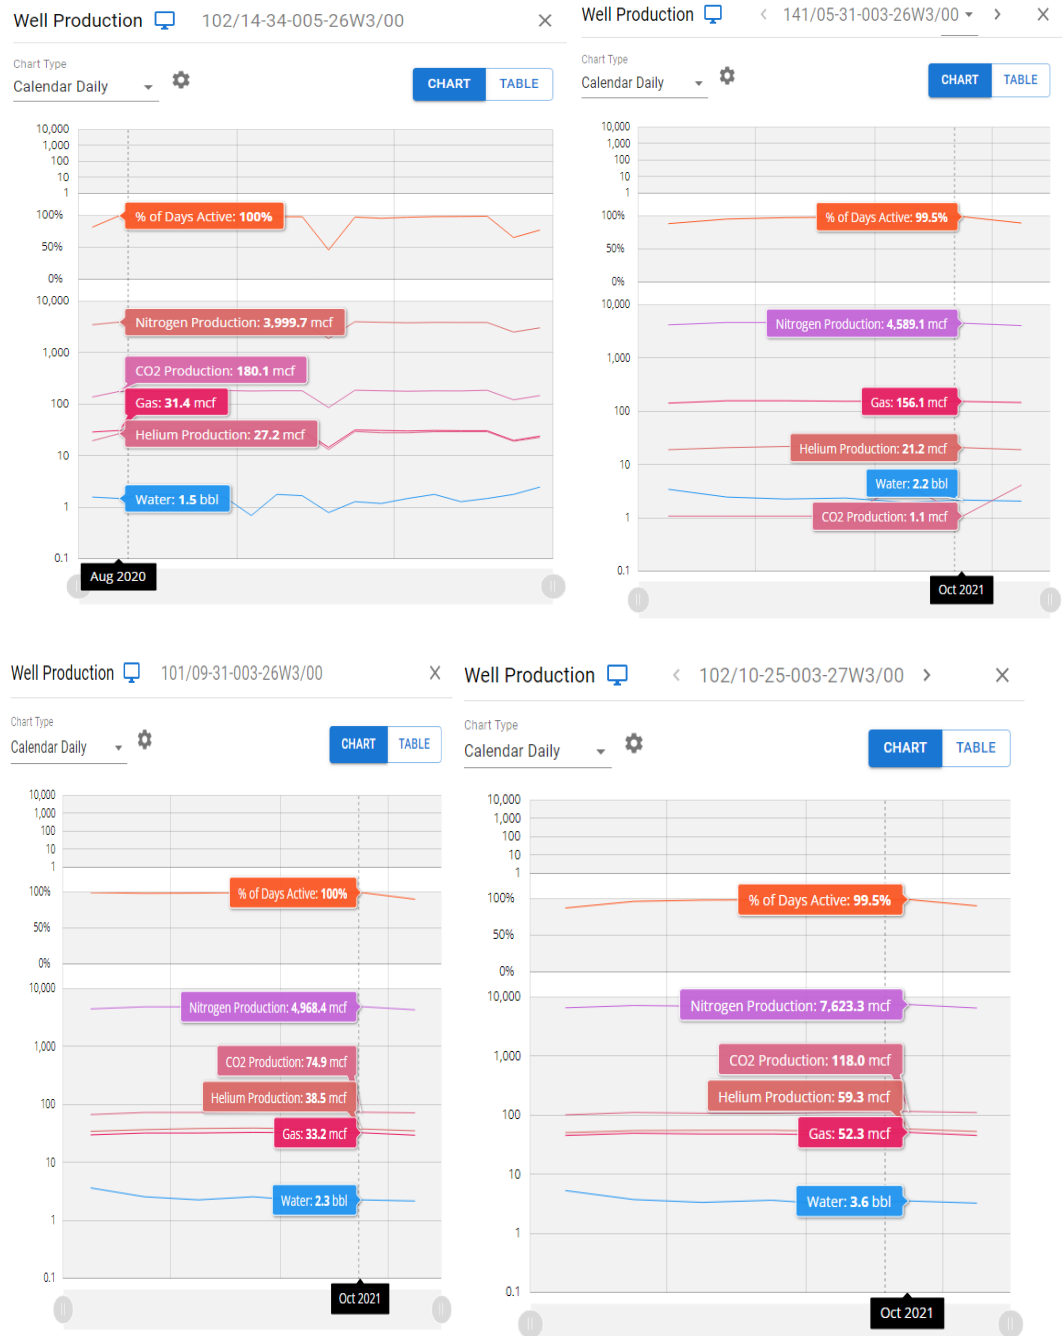 Well Production 102/14-34-005-26W3/00
Chart Type
Calendar Daily
CHART TABLE
10,000
1,000
100
10
1
100%
50%
0%
10,000
1,000
100
10
1
0.1
% of Days Active: 100%
Nitrogen Production: 3,999.7 mcf
CO2 Production: 180.1 mcf
Gas: 31.4 mcf
Helium Production: 27.2 mcf
Water: 1.5 bbl
Aug 2020
Well Production 141/05-31-003-26W3/00
Chart Type
Calendar Daily
CHART TABLE
10,000
1,000
100
10
1
100%
50%
0%
10,000
1,000
100
10
1
0.1
% of Days Active: 99.5%
Nitrogen Production: 4,589.1 mcf
Gas: 156.1 mcf
Helium Production: 21.2 mcf
Water: 2.2 bbl
CO2 Production: 1.1 mcf
Oct 2021
Well Production 101/09-31-003-26W3/00
Chart Type
Calendar Daily
CHART TABLE
10,000
1,000
100
10
1
100%
50%
0%
10,000
1,000
100
10
1
0.1
% of Days Active: 100%
Nitrogen Production: 4,968.4 mcf
CO2 Production: 74.9 mcf
Helium Production: 38.5 mcf
Gas: 33.2 mcf
Water: 2.3 bbl
Oct 2021
Well Production 102/10-25-003-27W3/00
Chart Type
Calendar Daily
CHART TABLE
10,000
1,000
100
10
1
100%
50%
0%
10,000
1,000
100
10
1
0.1
% of Days Active: 99.5%
Nitrogen Production: 7,623.3 mcf
CO2 Production: 118.0 mcf
Helium Production: 59.3 mcf
Gas: 52.3 mcf
Water: 3.6 bbl
Oct 2021